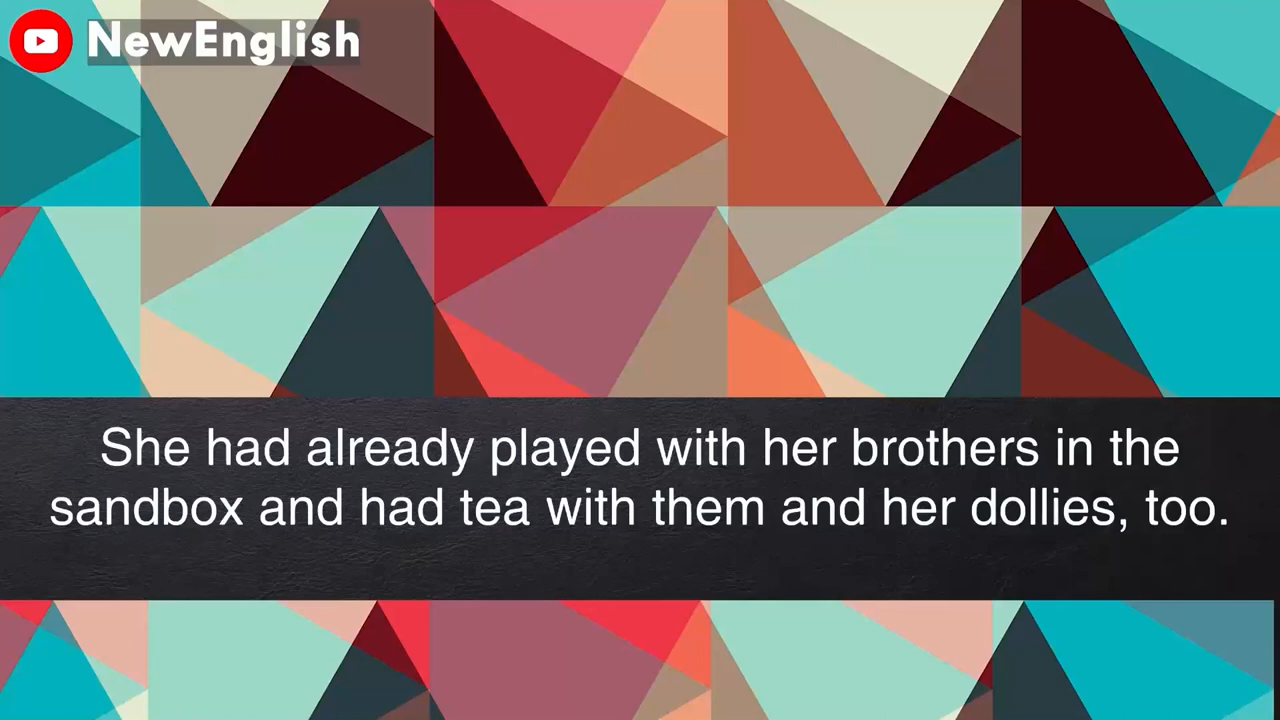 NewEnglish
She had already played with her brothers in the
sandbox and had tea with them and her dollies, too.